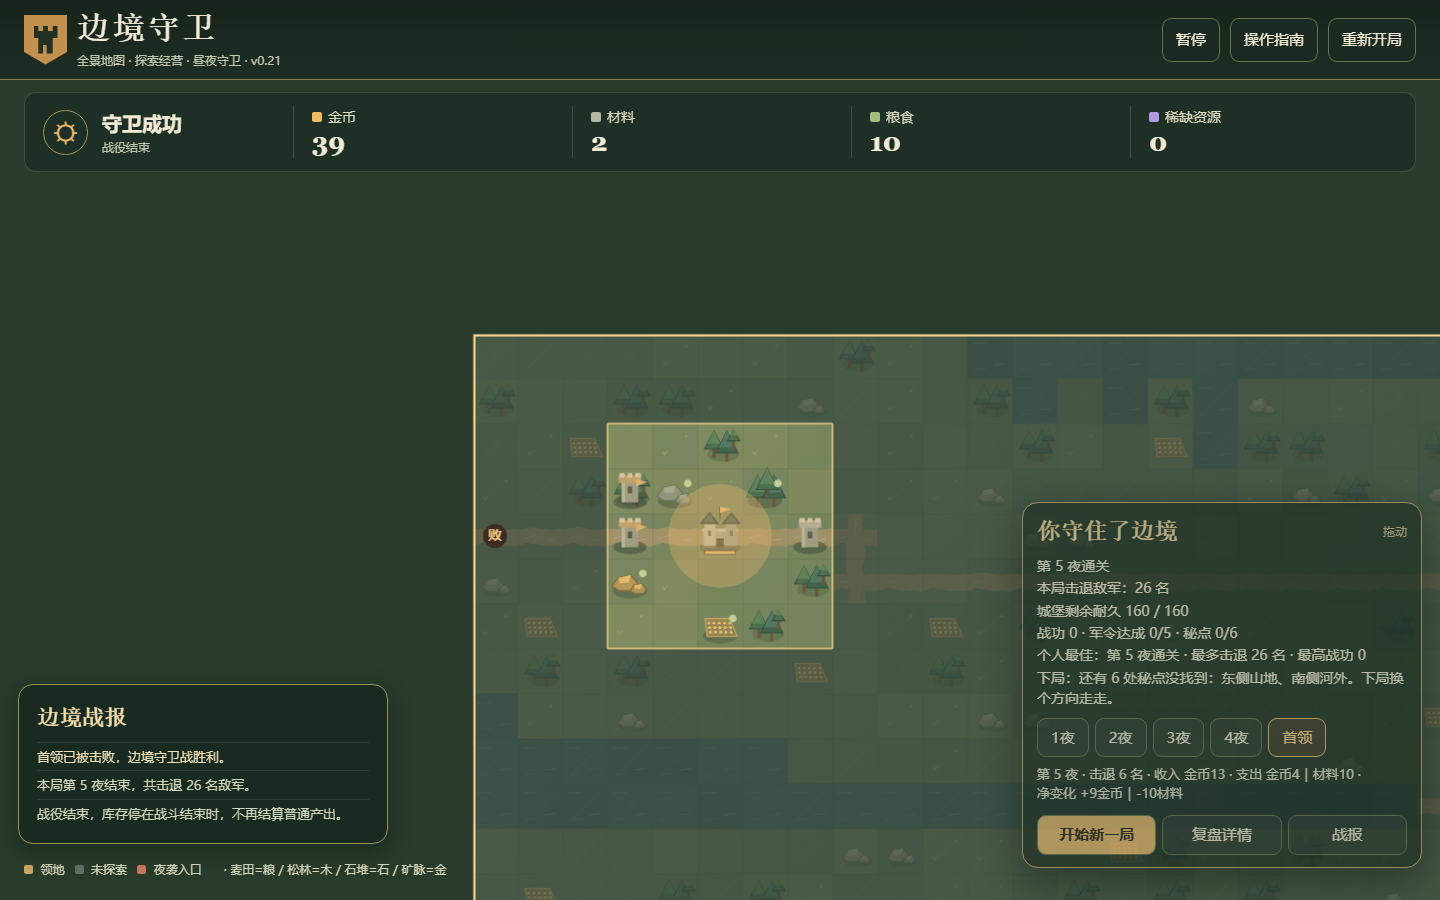 边境守卫
全景地图 · 探索经营 · 昼夜守卫 · v0.21
暂停
操作指南
重新开局
守卫成功
战役结束
金币
39
材料
2
粮食
10
稀缺资源
0
败
你守住了边境
拖动
第 5 夜通关
本局击退敌军：26 名
城堡剩余耐久 160 / 160
战功 0 · 军令达成 0/5 · 秘点 0/6
个人最佳：第 5 夜通关 · 最多击退 26 名 · 最高战功 0
下局：还有 6 处秘点没找到：东侧山地、南侧河外。下局换
个方向走走。
1夜
2夜
3夜
4夜
首领
第 5 夜 · 击退 6 名 · 收入 金币13 · 支出 金币4 | 材料10 ·
净变化 +9金币 | -10材料
开始新一局
复盘详情
战报
边境战报
首领已被击败，边境守卫战胜利。
本局第 5 夜结束，共击退 26 名敌军。
战役结束，库存停在战斗结束时，不再结算普通产出。
领地
未探索
夜袭入口
· 麦田=粮 / 松林=木 / 石堆=石 / 矿脉=金